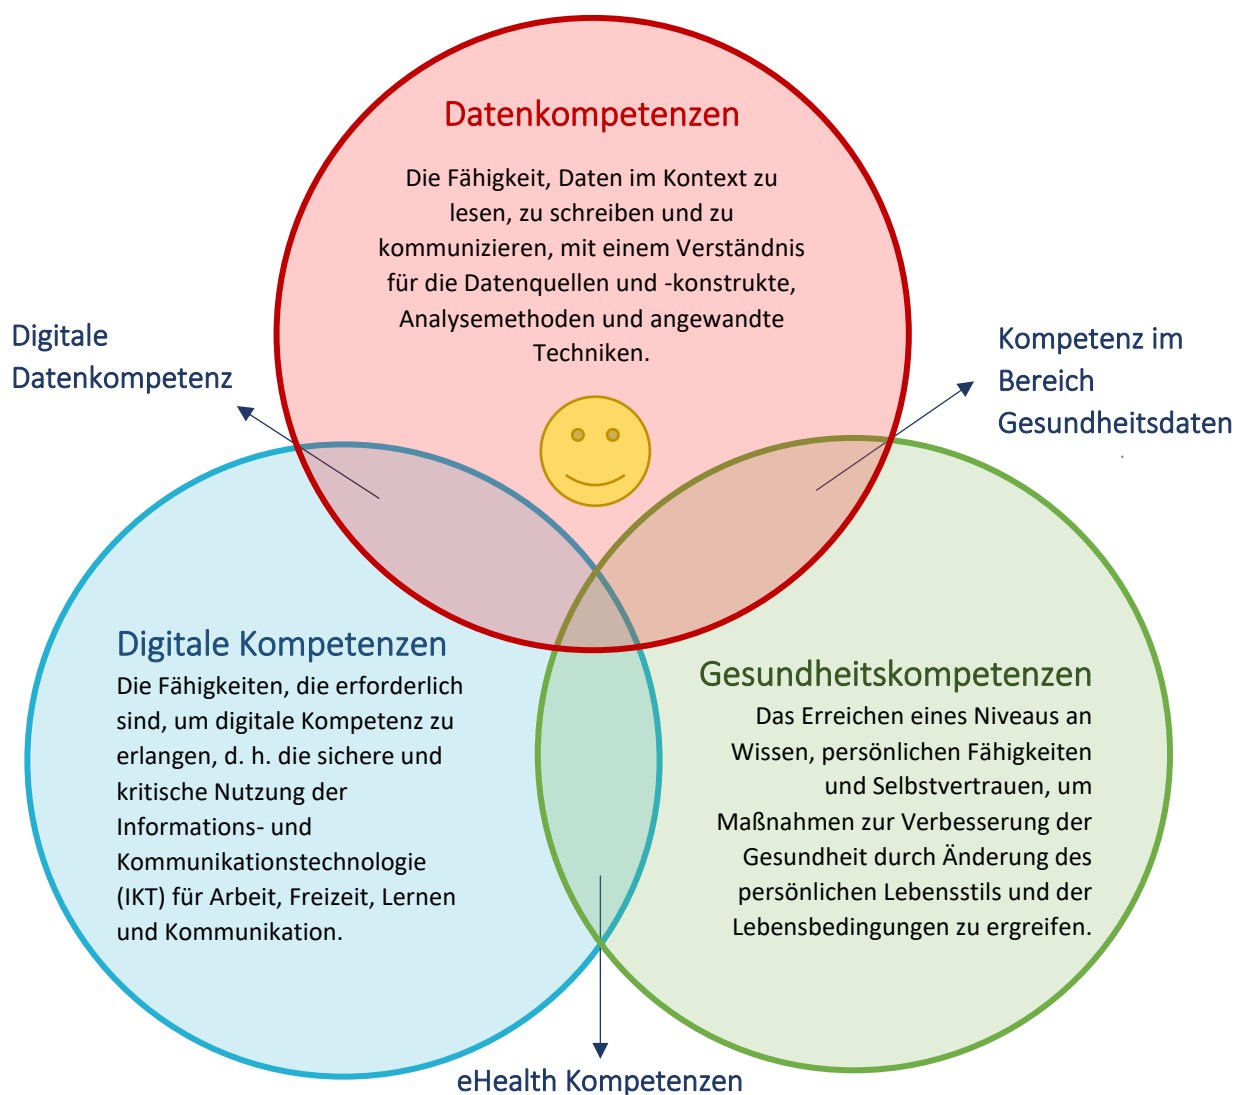 Datenkompetenzen
Die Fähigkeit, Daten im Kontext zu
lesen, zu schreiben und zu
kommunizieren, mit einem Verständnis
für die Datenquellen und -konstrukte,
Analysemethoden und angewandte
Techniken.
Digitale
Datenkompetenz
Kompetenz im
Bereich
Gesundheitsdaten
Digitale Kompetenzen
Die Fähigkeiten, die erforderlich
sind, um digitale Kompetenz zu
erlangen, d. h. die sichere und
kritische Nutzung der
Informations- und
Kommunikationstechnologie
(IKT) für Arbeit, Freizeit, Lernen
und Kommunikation.
Gesundheitskompetenzen
Das Erreichen eines Niveaus an
Wissen, persönlichen Fähigkeiten
und Selbstvertrauen, um
Maßnahmen zur Verbesserung der
Gesundheit durch Änderung des
persönlichen Lebensstils und der
Lebensbedingungen zu ergreifen.
eHealth Kompetenzen